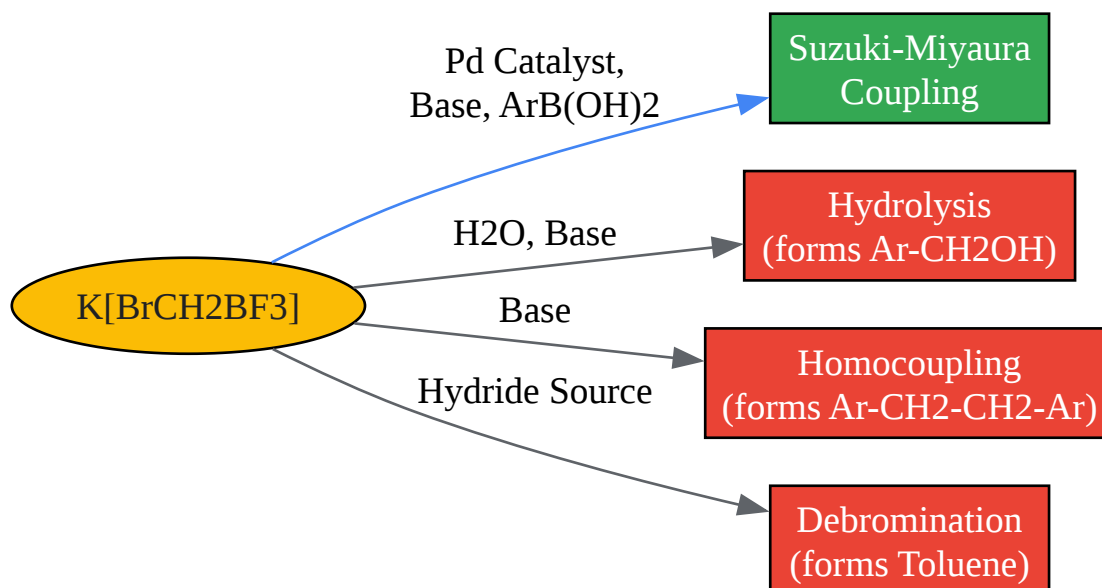 Suzuki-Miyaura
Coupling
Pd Catalyst,
Base, ArB(OH)2
Hydrolysis
(forms Ar-CH2OH)
H2O, Base
K[BrCH2BF3]
Base
Homocoupling
(forms Ar-CH2-CH2-Ar)
Hydride Source
Debromination
(forms Toluene)